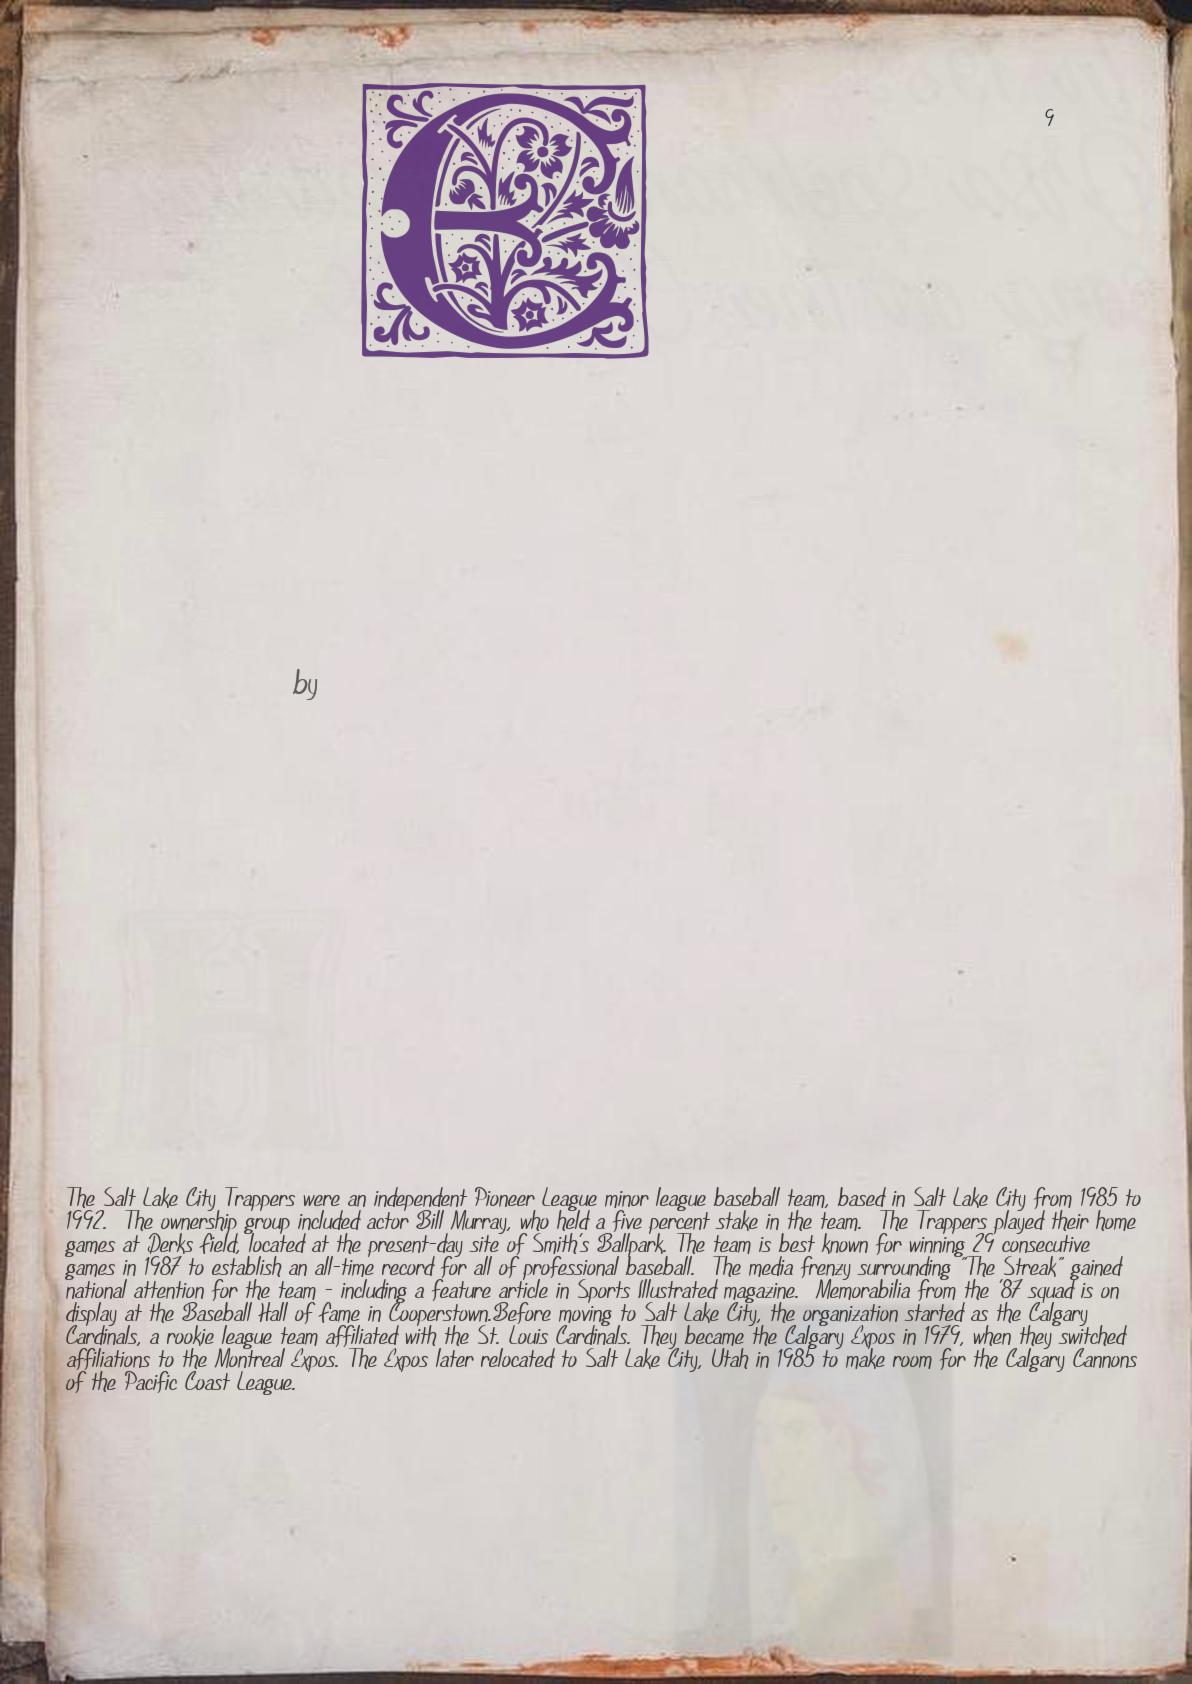 E
9
by
The Salt Lake City Trappers were an independent Pioneer League minor league baseball team, based in Salt Lake City from 1985 to
1992.  The ownership group included actor Bill Murray, who held a five percent stake in the team.  The Trappers played their home
games at Derks Field, located at the present-day site of Smith's Ballpark. The team is best known for winning 29 consecutive
games in 1987 to establish an all-time record for all of professional baseball.  The media frenzy surrounding "The Streak" gained
national attention for the team - including a feature article in Sports Illustrated magazine.  Memorabilia from the '87 squad is on
display at the Baseball Hall of Fame in Cooperstown.Before moving to Salt Lake City, the organization started as the Calgary
Cardinals, a rookie league team affiliated with the St. Louis Cardinals. They became the Calgary Expos in 1979, when they switched
affiliations to the Montreal Expos. The Expos later relocated to Salt Lake City, Utah in 1985 to make room for the Calgary Cannons
of the Pacific Coast League.